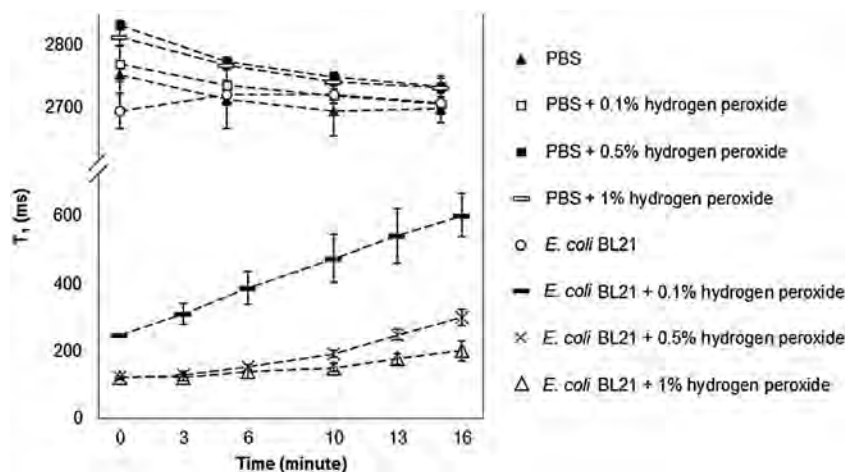 2800
2700
600
400
200
0
T₁ (ms)
0 3 6 10 13 16
Time (minute)
PBS
PBS + 0.1% hydrogen peroxide
PBS + 0.5% hydrogen peroxide
PBS + 1% hydrogen peroxide
E. coli BL21
E. coli BL21 + 0.1% hydrogen peroxide
E. coli BL21 + 0.5% hydrogen peroxide
E. coli BL21 + 1% hydrogen peroxide